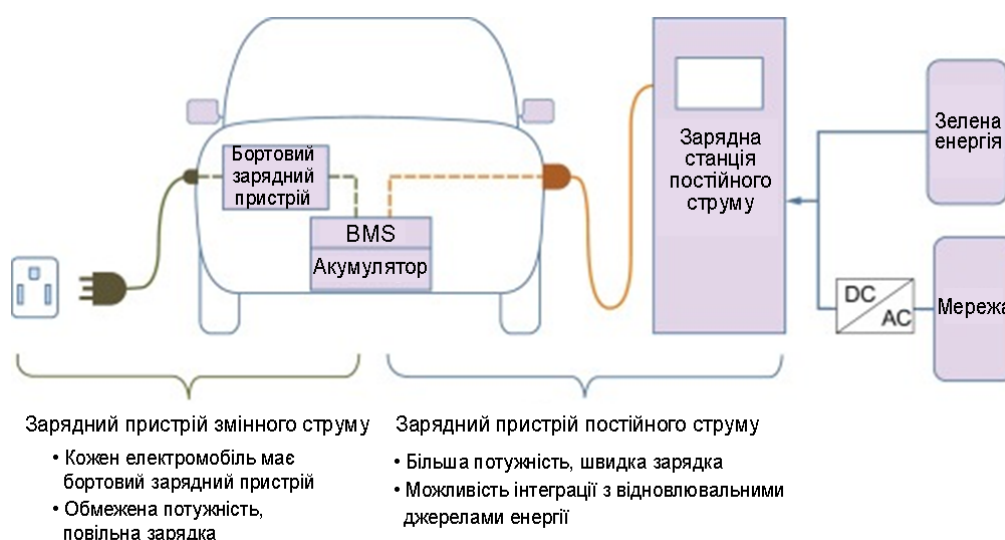 Бортовий
зарядний
пристрій
BMS
Акумулятор
Зарядна
станція
постійного
струму
Зелена
енергія
DC
AC
Мережа
Зарядний пристрій змінного струму
• Кожен електромобіль має
бортовий зарядний пристрій
• Обмежена потужність,
повільна зарядка
Зарядний пристрій постійного струму
• Більша потужність, швидка зарядка
• Можливість інтеграції з відновлювальними
джерелами енергії